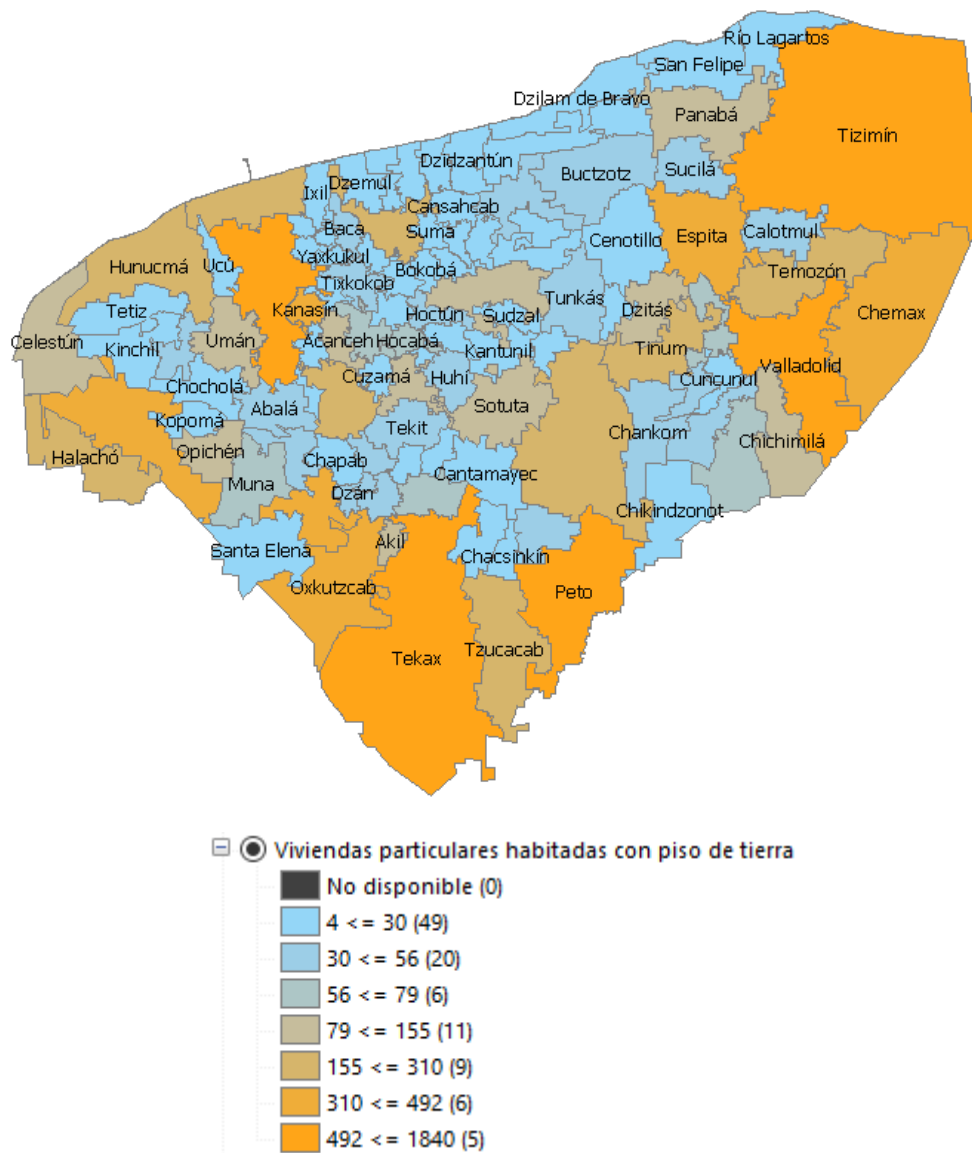 Río Lagartos
San Felipe
Dzilam de Bravo
Panabá
Tizimín
Dzidzantún
Buctzotz
Sucilá
Ixil
Dzemul
Cansahcab
Baca
Suma
Cenotillo
Espita
Calotmul
Hunucmá
Ucú
Yaxkukul
Bokobá
Temozón
Tixkokob
Tetiz
Kanasín
Hoctún
Sudzal
Tunkás
Dzitás
Chemax
Celestún
Kinchil
Umán
Acanceh
Hocabá
Kantunil
Tinum
Valladolid
Chocholá
Cuzamá
Huhí
Cuncunul
Kopomá
Abalá
Tekit
Sotuta
Chankom
Chichimilá
Halachó
Opichén
Muna
Chapab
Cantamayec
Dzán
Chikindzonot
Santa Elena
Akil
Chacsinkín
Oxkutzcab
Peto
Tekax
Tzucacab
Viviendas particulares habitadas con piso de tierra
No disponible (0)
4 <= 30 (49)
30 <= 56 (20)
56 <= 79 (6)
79 <= 155 (11)
155 <= 310 (9)
310 <= 492 (6)
492 <= 1840 (5)